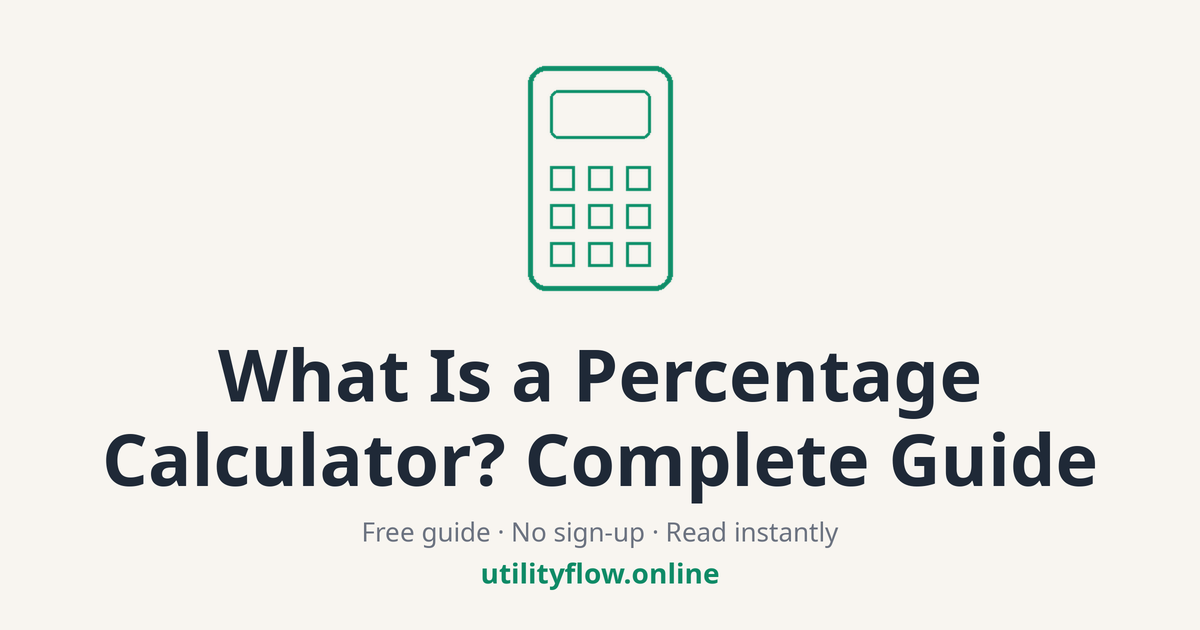 What Is a Percentage
Calculator? Complete Guide
Free guide · No sign-up · Read instantly
utilityflow.online